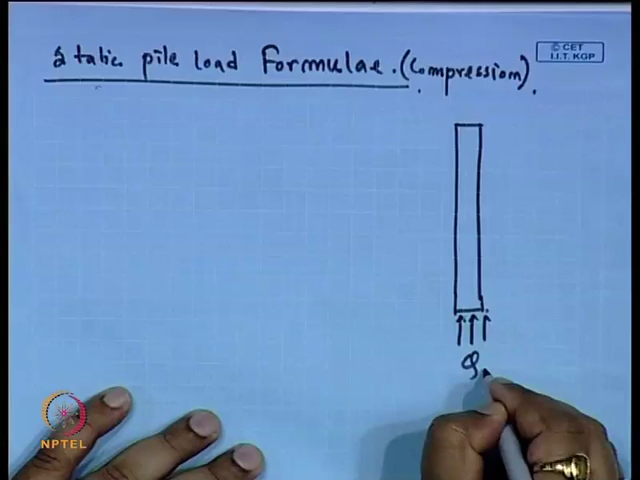 Static pile load Formulae. (Compression).
© CET
I.I.T. KGP
Q
NPTEL